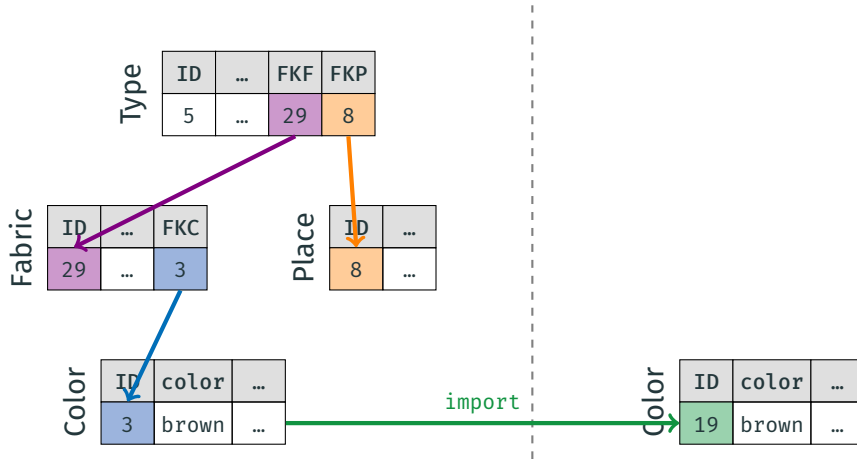 Type
ID … FKF FKP
5 … 29 8
Fabric
ID … FKC
29 … 3
Place
ID …
8 …
Color
ID color …
3 brown …
import
Color
ID color …
19 brown …